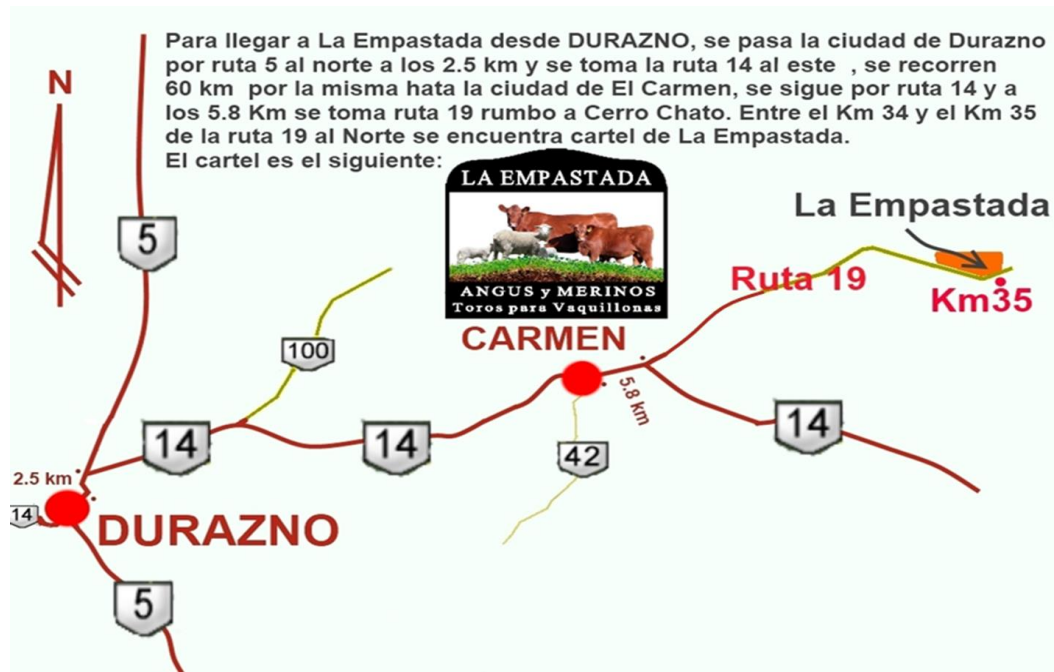 Para llegar a La Empastada desde DURAZNO, se pasa la ciudad de Durazno
por ruta 5 al norte a los 2.5 km y se toma la ruta 14 al este , se recorren
60 km por la misma hata la ciudad de El Carmen, se sigue por ruta 14 y a
los 5.8 Km se toma ruta 19 rumbo a Cerro Chato. Entre el Km 34 y el Km 35
de la ruta 19 al Norte se encuentra cartel de La Empastada.
El cartel es el siguiente:
N
LA EMPASTADA
ANGUS y MERINOS
Toros para Vaquillonas
La Empastada
5
Ruta 19
Km35
100
CARMEN
5.8 km
14
14
14
42
2.5 km
14
DURAZNO
5